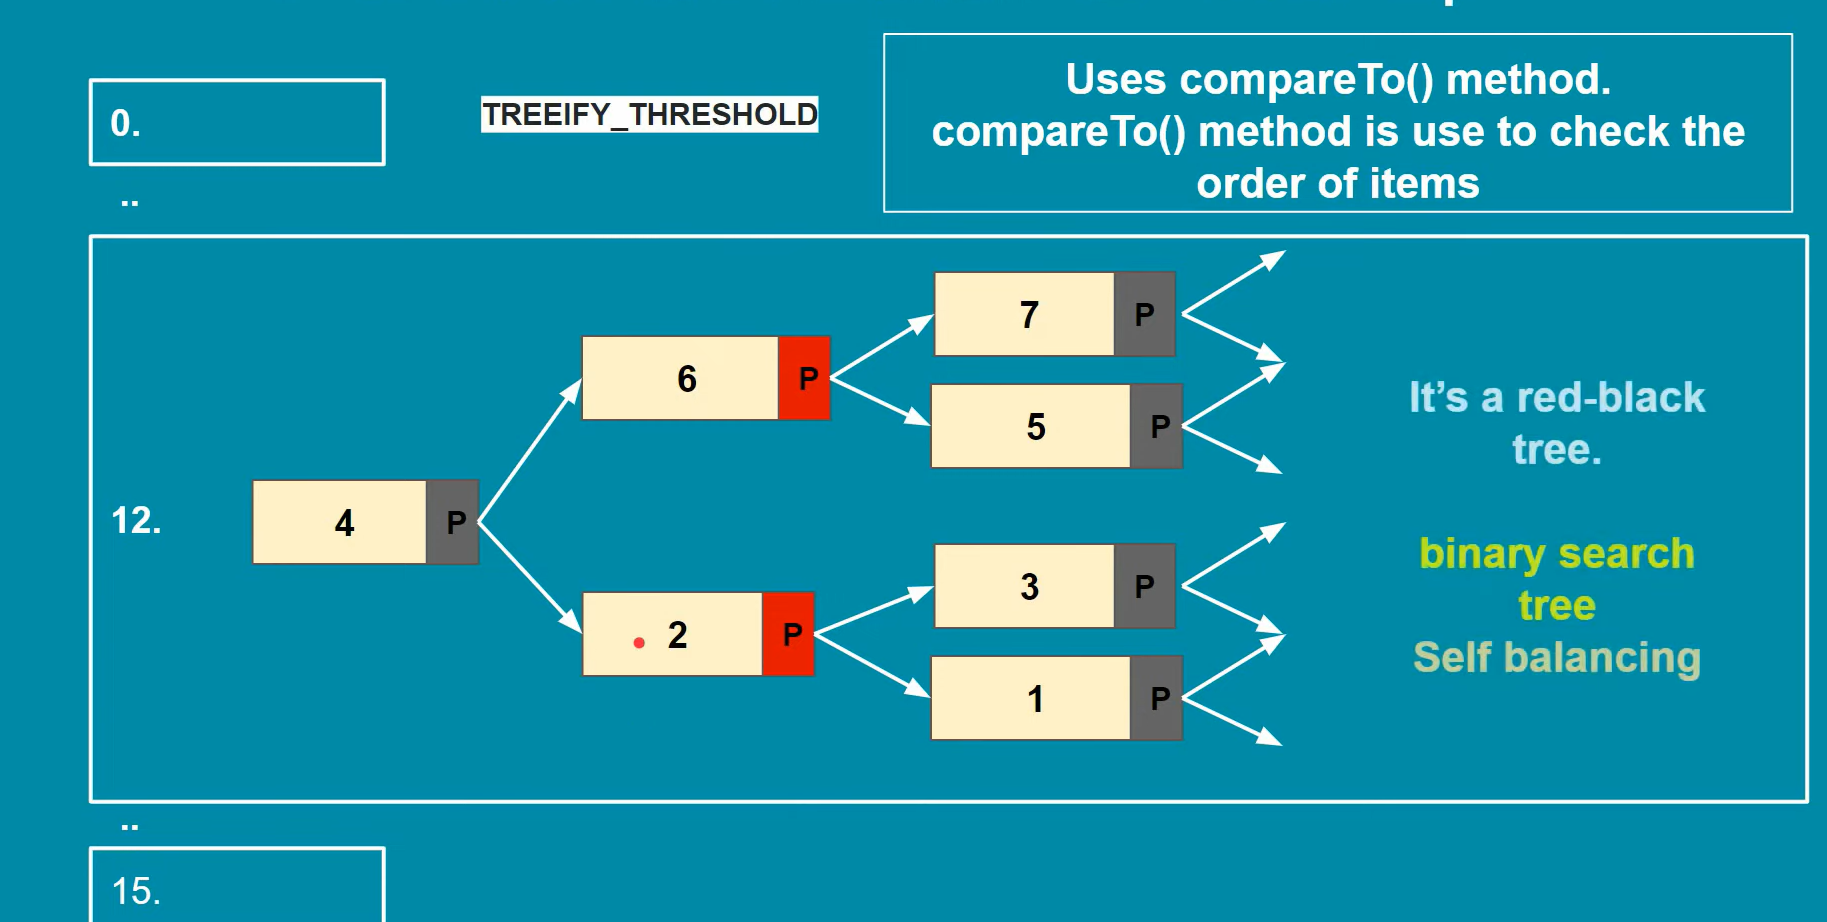 0.
TREEIFY_THRESHOLD
Uses compareTo() method.
compareTo() method is use to check the
order of items
..
7 P
6 P
5 P
It's a red-black
tree.
12.
4 P
3 P
binary search
tree
2 P
Self balancing
1 P
..
15.